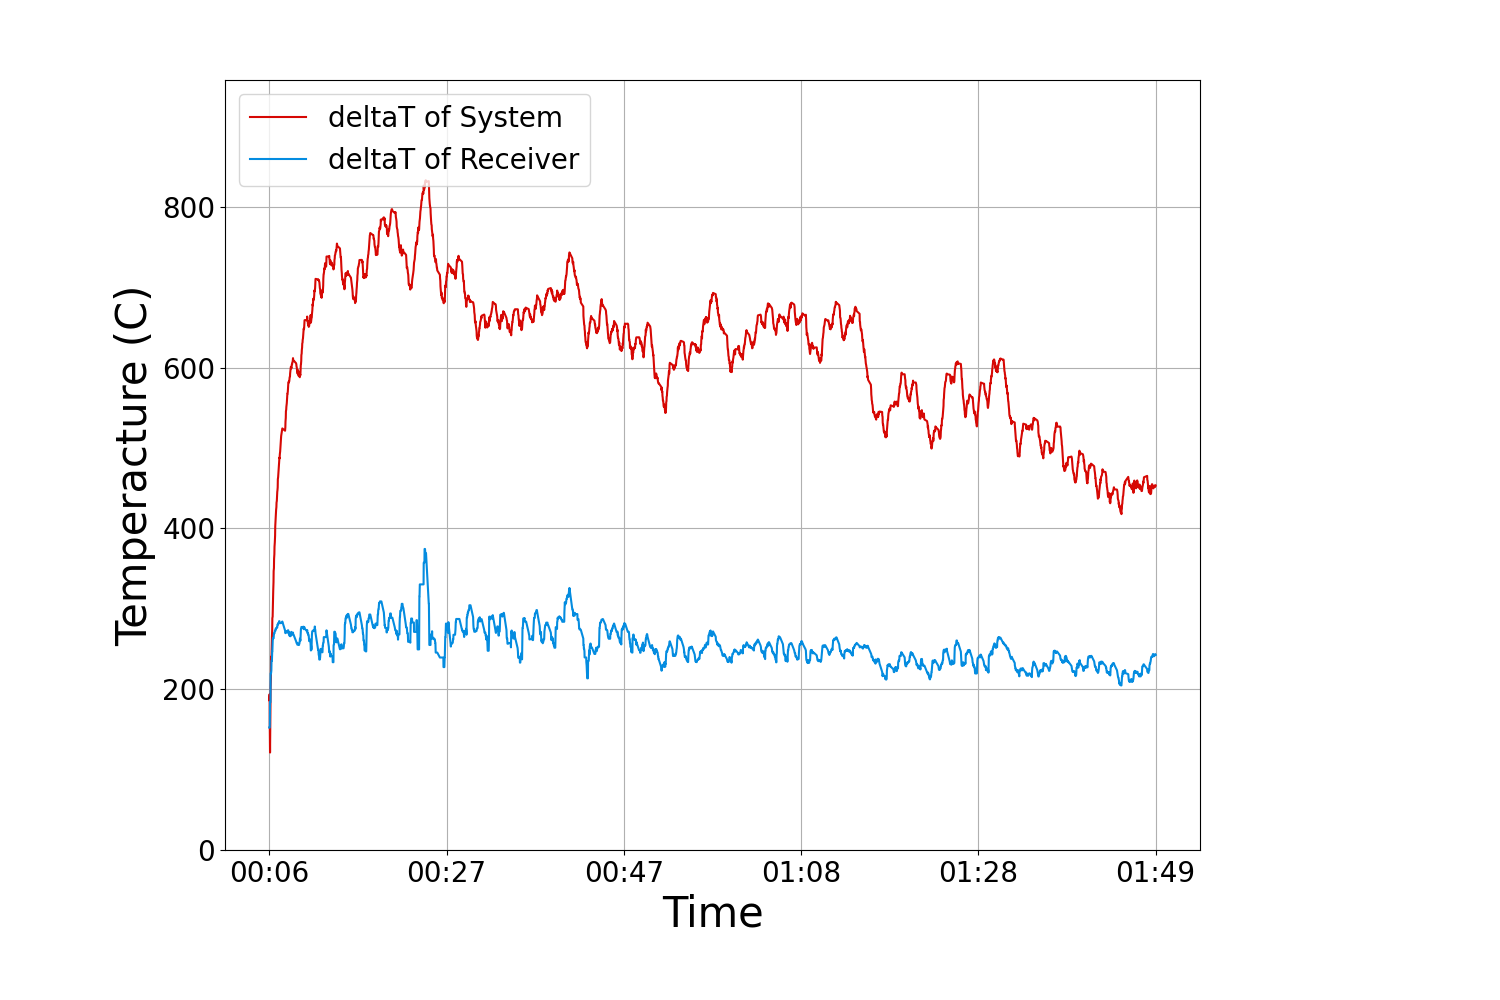 deltaT of System
deltaT of Receiver
800
600
400
200
0
Temperacture (C)
00:06 00:27 00:47 01:08 01:28 01:49
Time